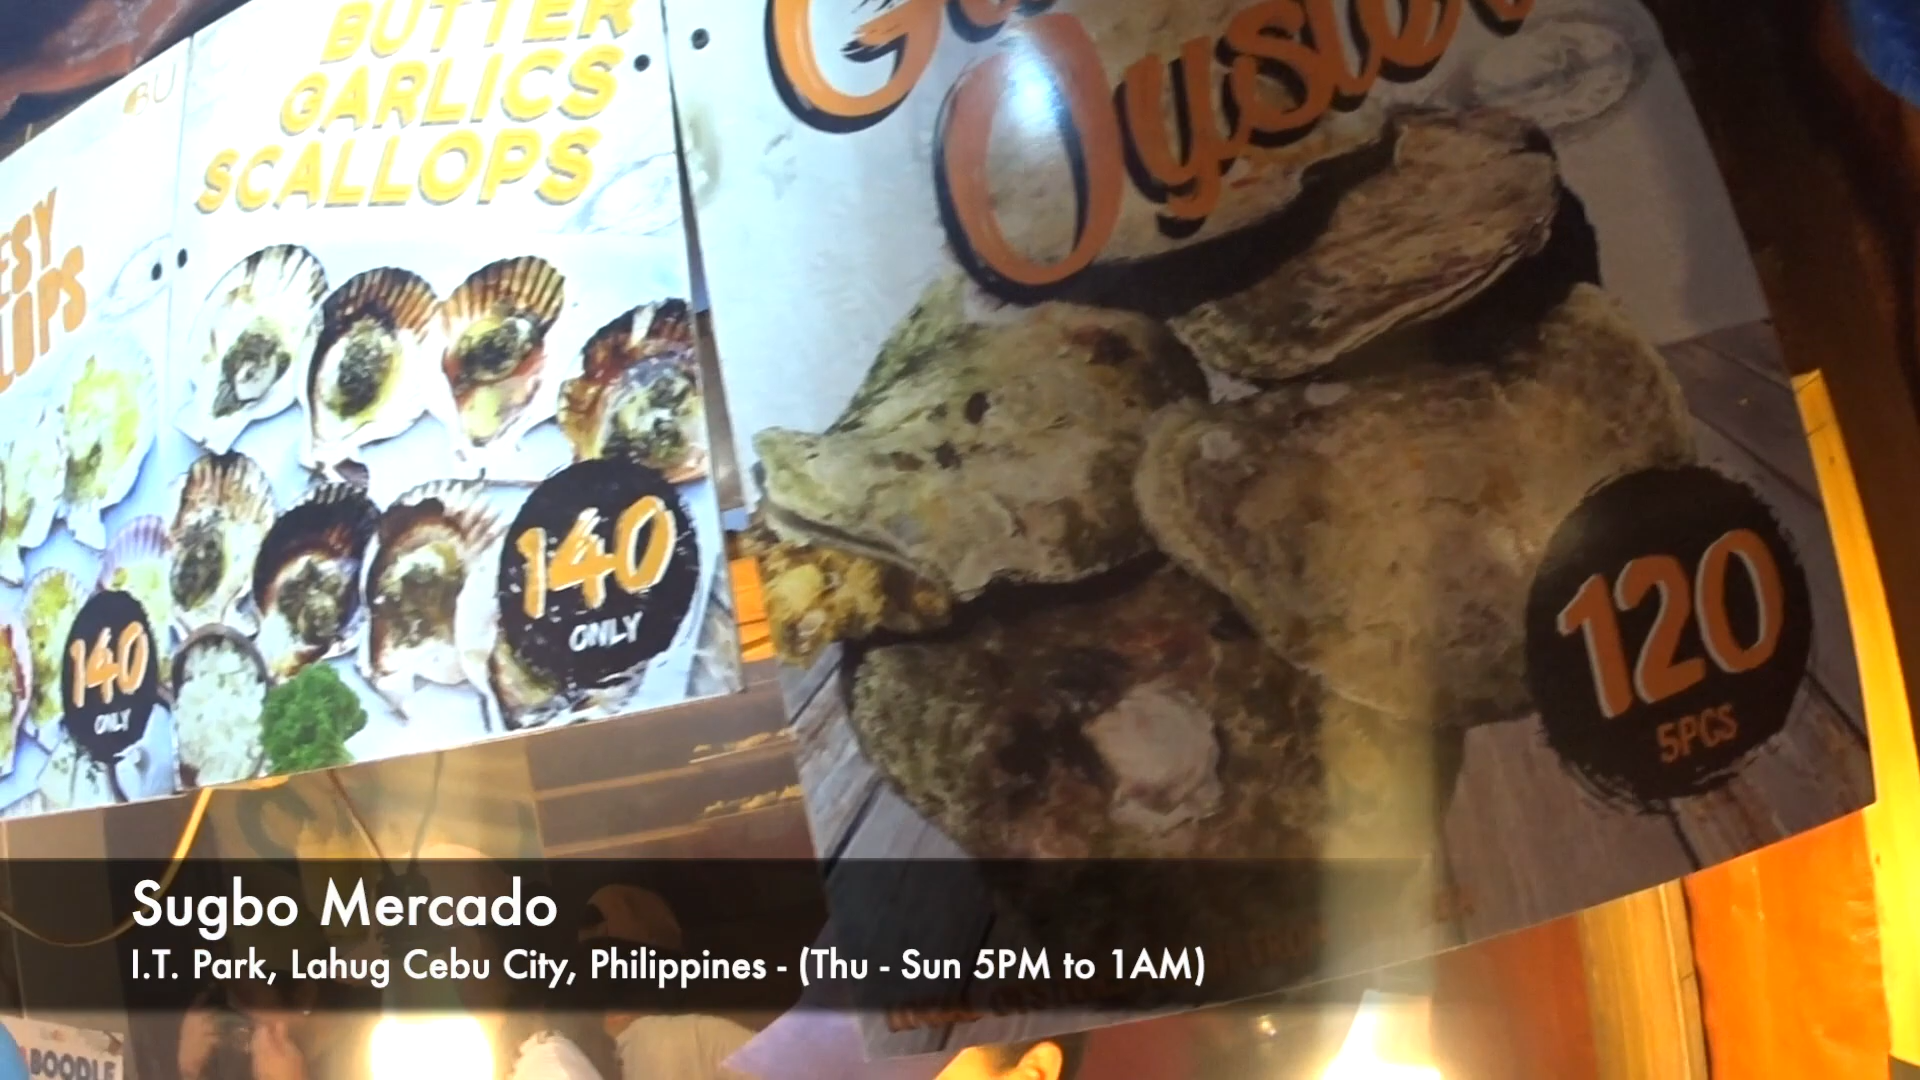 BUTTER
GARLICS
SCALLOPS
140
ONLY
140
ONLY
Oyster
120
5PCS
Sugbo Mercado
I.T. Park, Lahug Cebu City, Philippines - (Thu - Sun 5PM to 1AM)
BOODLE